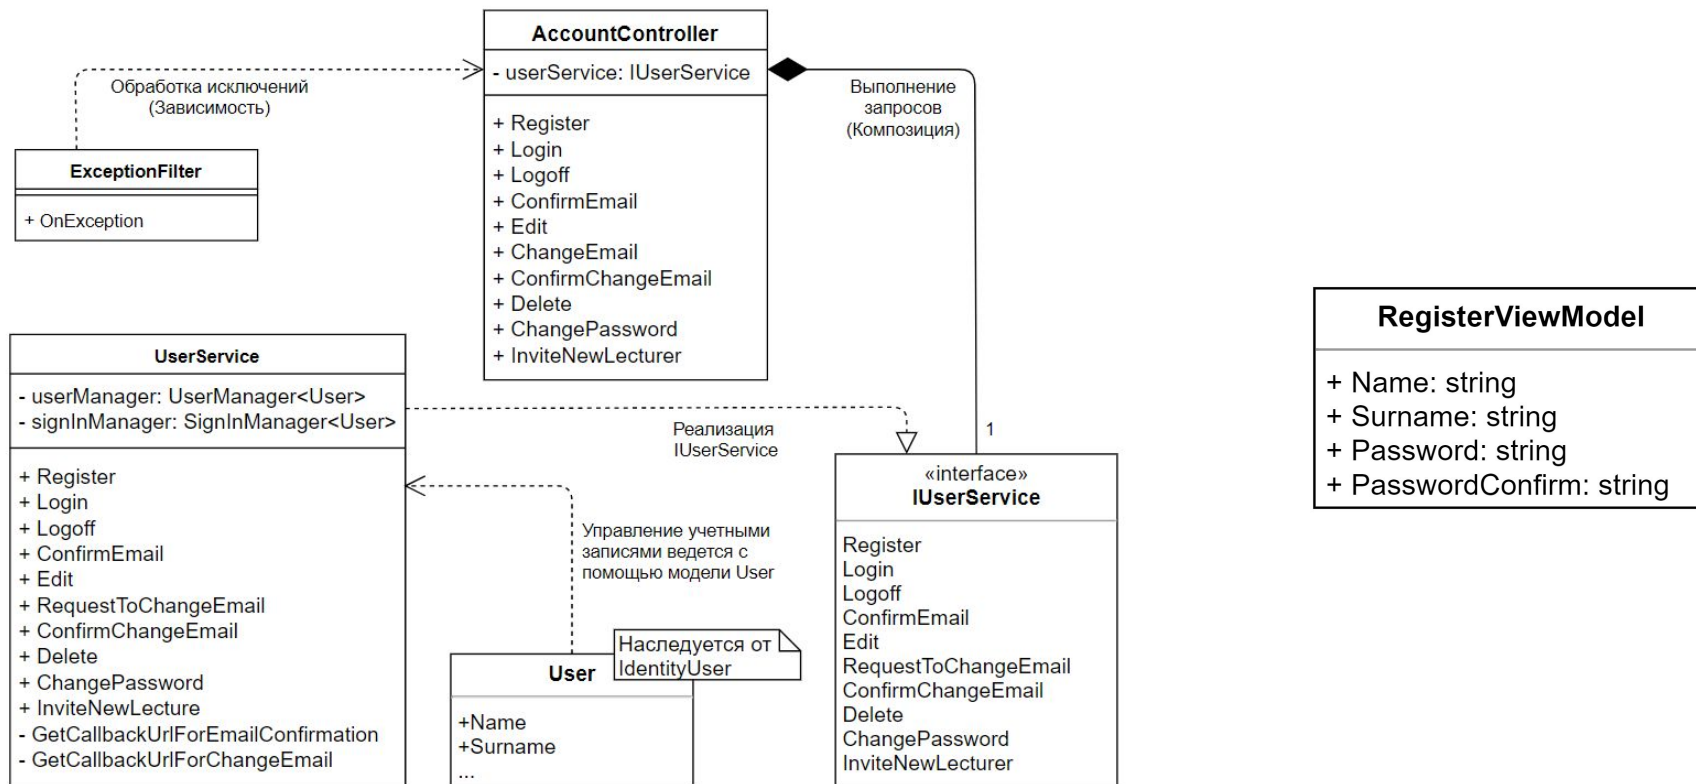 AccountController
- userService: IUserService
+ Register
+ Login
+ Logoff
+ ConfirmEmail
+ Edit
+ ChangeEmail
+ ConfirmChangeEmail
+ Delete
+ ChangePassword
+ InviteNewLecturer
Обработка исключений
(Зависимость)
Выполнение
запросов
(Композиция)
ExceptionFilter
+ OnException
RegisterViewModel
+ Name: string
+ Surname: string
+ Password: string
+ PasswordConfirm: string
UserService
- userManager: UserManager<User>
- signInManager: SignInManager<User>
+ Register
+ Login
+ Logoff
+ ConfirmEmail
+ Edit
+ RequestToChangeEmail
+ ConfirmChangeEmail
+ Delete
+ ChangePassword
+ InviteNewLecture
- GetCallbackUrlForEmailConfirmation
- GetCallbackUrlForChangeEmail
Реализация
IUserService
1
Управление учетными
записями ведется с
помощью модели User
Наследуется от
IdentityUser
User
+Name
+Surname
...
«interface»
IUserService
Register
Login
Logoff
ConfirmEmail
Edit
RequestToChangeEmail
ConfirmChangeEmail
Delete
ChangePassword
InviteNewLecturer